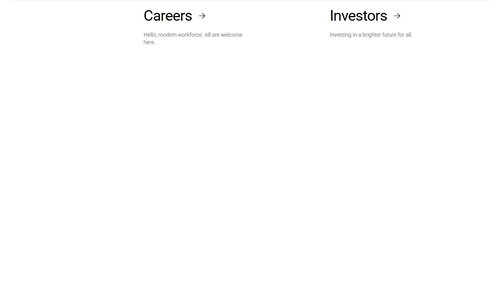 Careers →
Hello, modern workforce. All are welcome
here.
Investors →
Investing in a brighter future for all.